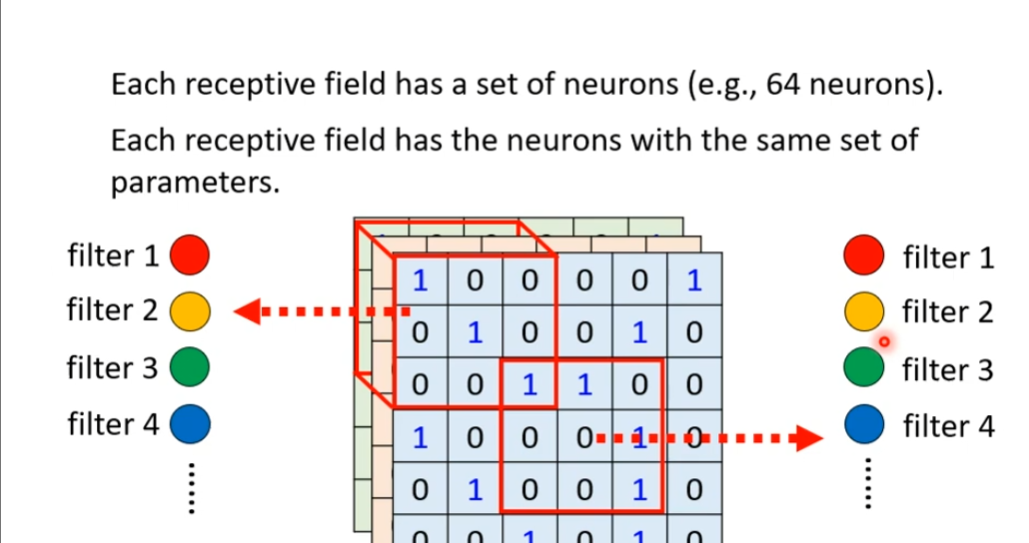 Each receptive field has a set of neurons (e.g., 64 neurons).
Each receptive field has the neurons with the same set of
parameters.
filter 1
filter 2
filter 3
filter 4
1 0 0 0 0 1
0 1 0 0 1 0
0 0 1 1 0 0
1 0 0 0 1 0
0 1 0 0 1 0
0 0 1 0 1 0
filter 1
filter 2
filter 3
filter 4